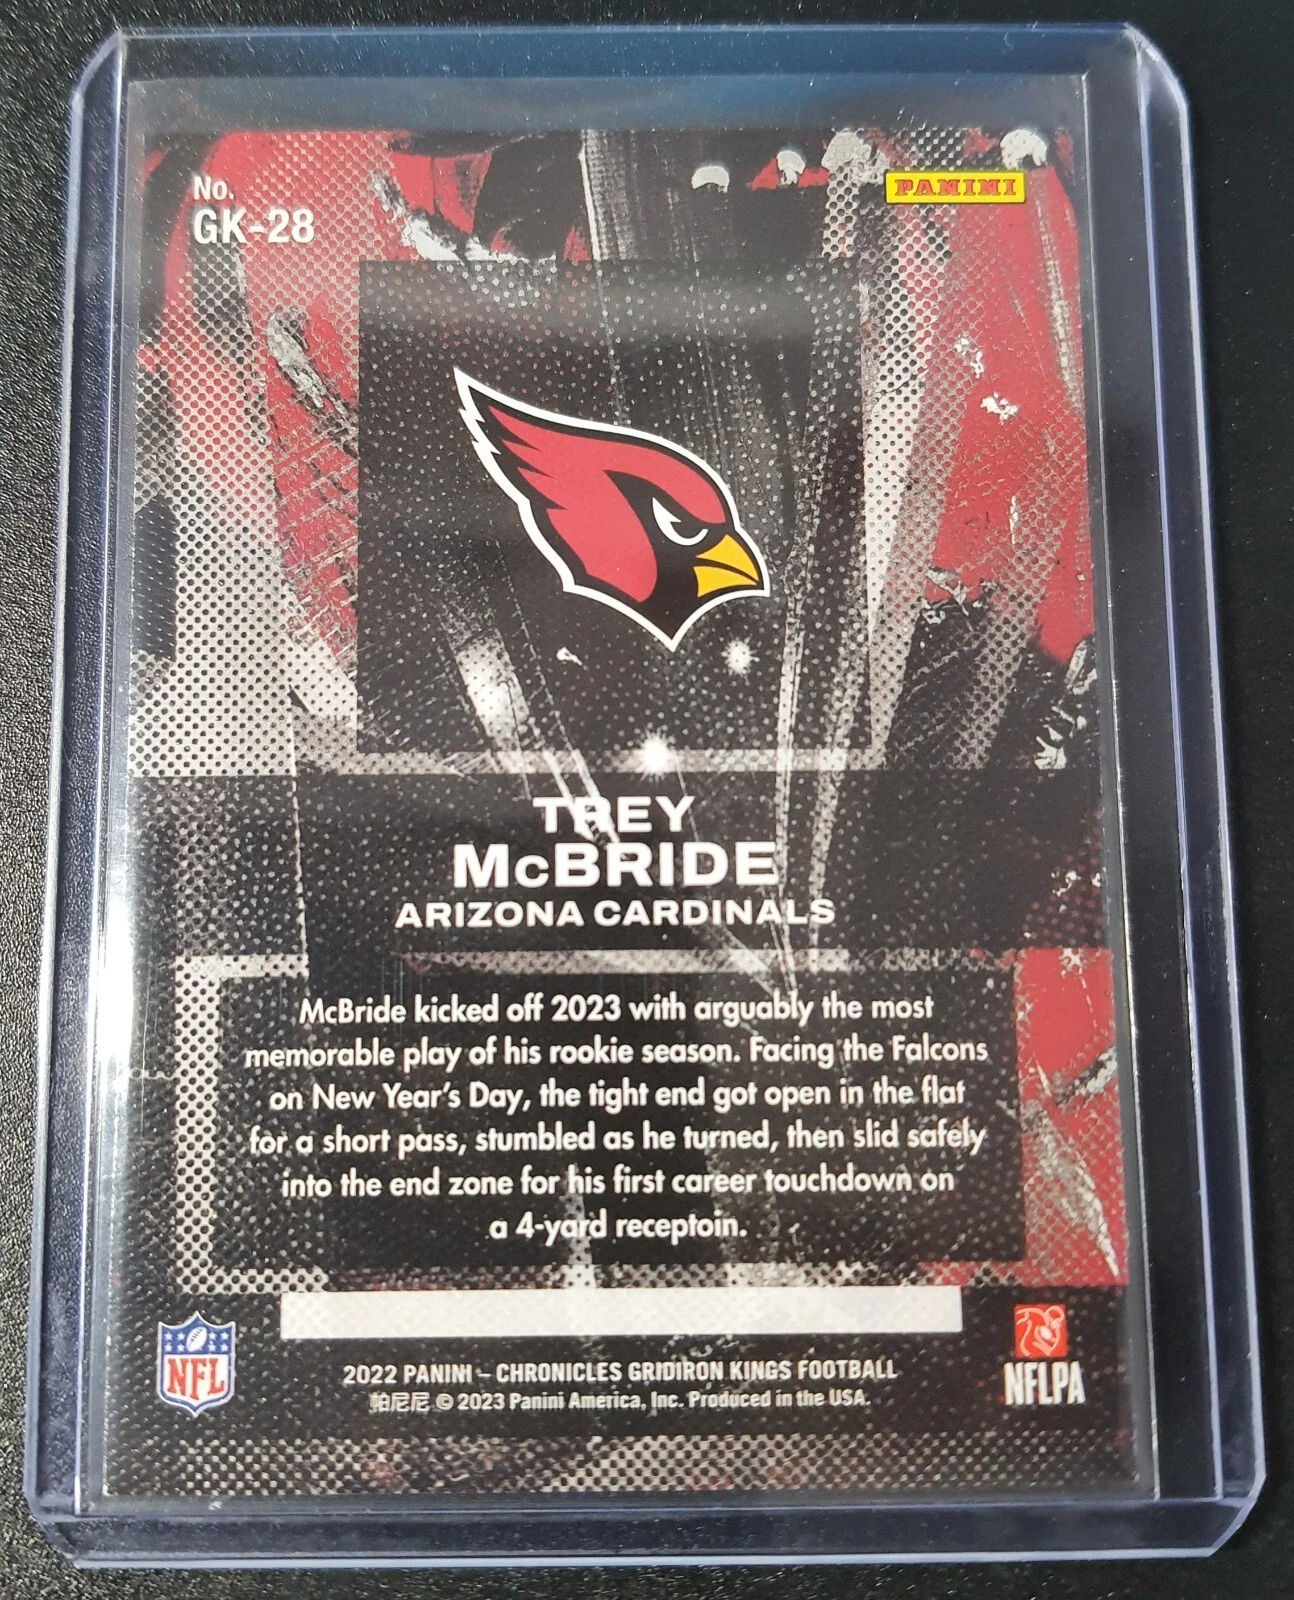 No.
GK-28
PANINI
TREY
McBRIDE
ARIZONA CARDINALS
McBride kicked off 2023 with arguably the most
memorable play of his rookie season. Facing the Falcons
on New Year's Day, the tight end got open in the flat
for a short pass, stumbled as he turned, then slid safely
into the end zone for his first career touchdown on
a 4-yard receptoin.
NFL
2022 PANINI – CHRONICLES GRIDIRON KINGS FOOTBALL
帕尼尼 © 2023 Panini America, Inc. Produced in the USA.
NFLPA